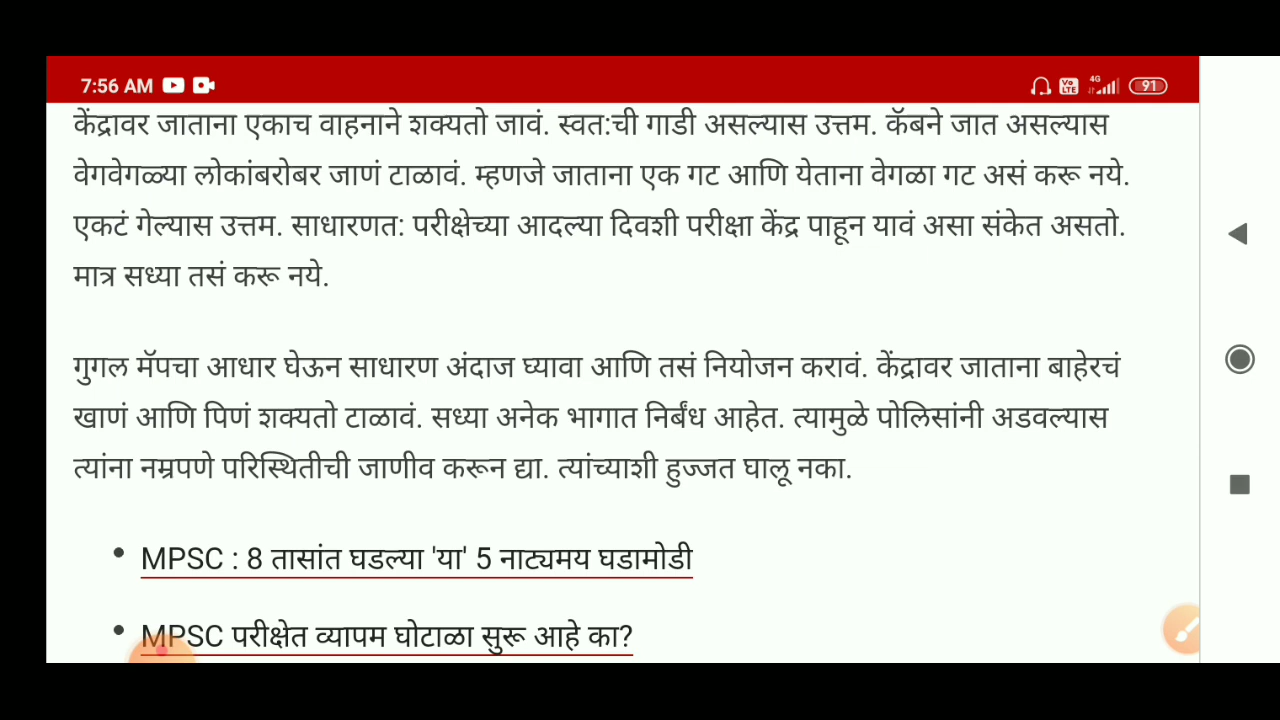 7:56 AM
Vo LTE
4G
91
केंद्रावर जाताना एकाच वाहनाने शक्यतो जावं. स्वत:ची गाडी असल्यास उत्तम. कॅबने जात असल्यास
वेगवेगळ्या लोकांबरोबर जाणं टाळावं. म्हणजे जाताना एक गट आणि येताना वेगळा गट असं करू नये.
एकटं गेल्यास उत्तम. साधारणत: परीक्षेच्या आदल्या दिवशी परीक्षा केंद्र पाहून यावं असा संकेत असतो.
मात्र सध्या तसं करू नये.
गुगल मॅपचा आधार घेऊन साधारण अंदाज घ्यावा आणि तसं नियोजन करावं. केंद्रावर जाताना बाहेरचं
खाणं आणि पिणं शक्यतो टाळावं. सध्या अनेक भागात निर्बंध आहेत. त्यामुळे पोलिसांनी अडवल्यास
त्यांना नम्रपणे परिस्थितीची जाणीव करून द्या. त्यांच्याशी हुज्जत घालू नका.
• MPSC : 8 तासांत घडल्या 'या' 5 नाट्यमय घडामोडी
• MPSC परीक्षेत व्यापम घोटाळा सुरू आहे का?